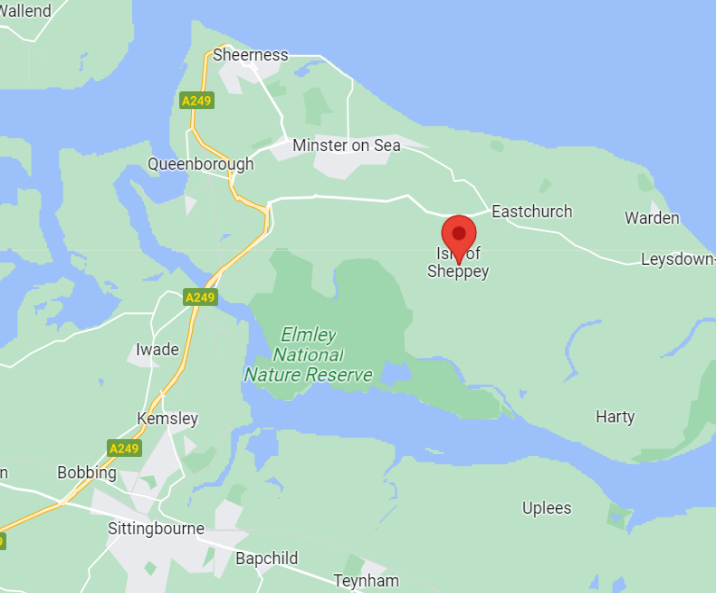 Wallend
Sheerness
A249
Minster on Sea
Queenborough
Eastchurch
Warden
Isle of
Sheppey
Leysdown-
A249
Elmley
National
Nature Reserve
Iwade
Kemsley
Harty
A249
Bobbing
Uplees
Sittingbourne
Bapchild
Teynham